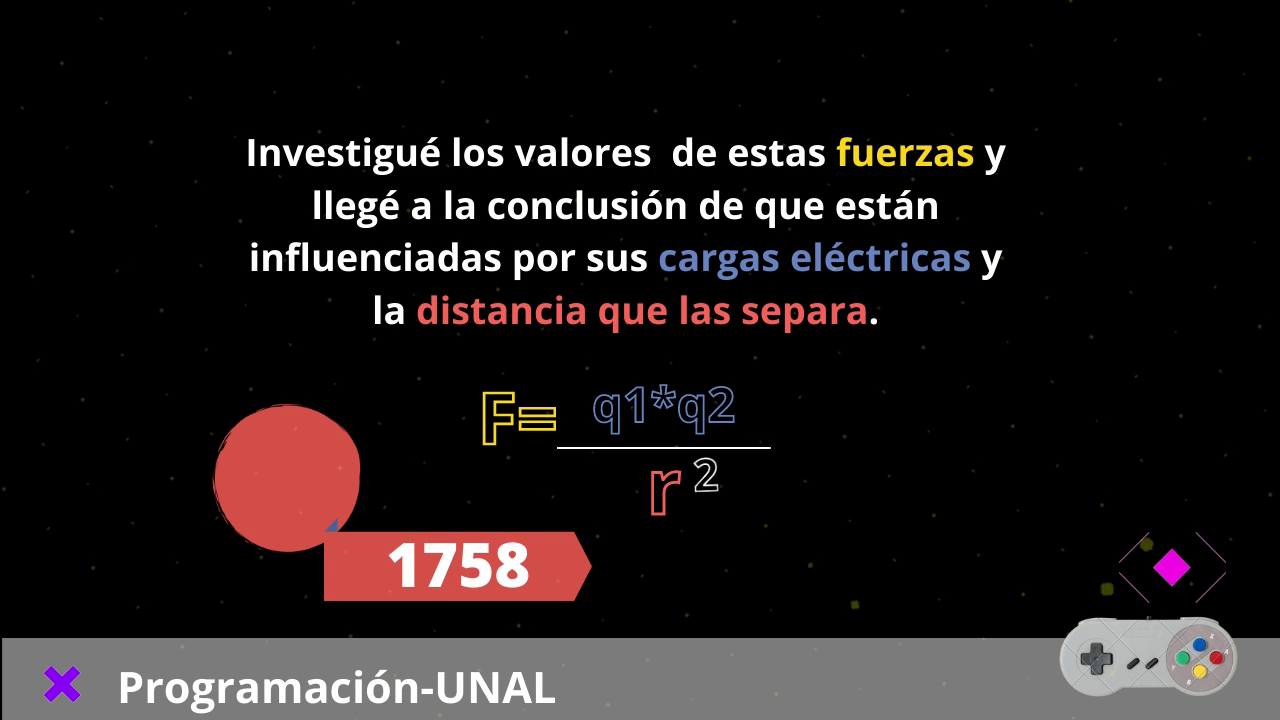 Investigué los valores  de estas fuerzas y
llegé a la conclusión de que están
influenciadas por sus cargas eléctricas y
la distancia que las separa.
F= q1*q2
r 2
1758
Programación-UNAL